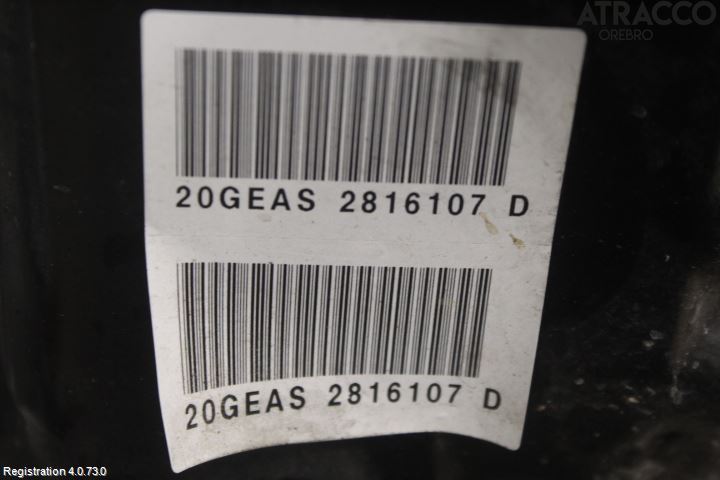 ATRACCO
ÖREBRO
20GEAS 2816107 D
20GEAS 2816107 D
Registration 4.0.73.0